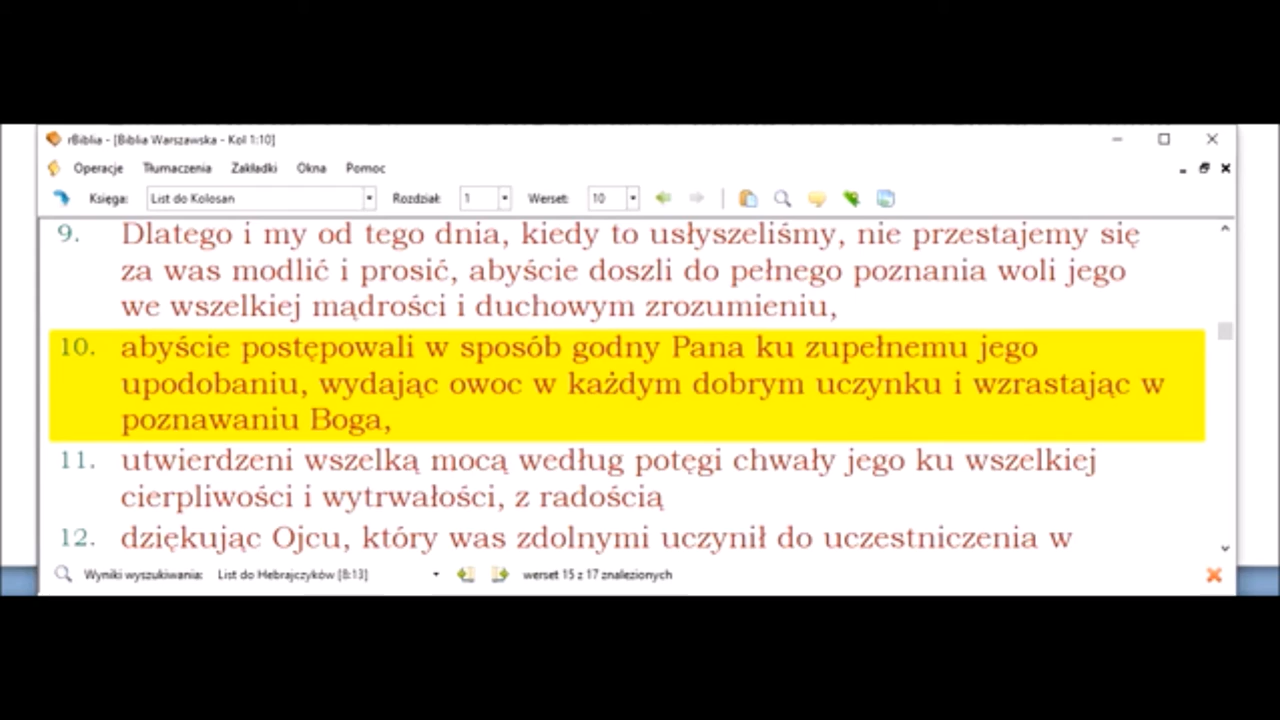 rBiblia - [Biblia Warszawska - Kol 1:10]
Operacje Tłumaczenia Zakładki Okna Pomoc
Księga: List do Kolosan Rozdział: 1 Werset: 10
9. Dlatego i my od tego dnia, kiedy to usłyszeliśmy, nie przestajemy się
za was modlić i prosić, abyście doszli do pełnego poznania woli jego
we wszelkiej mądrości i duchowym zrozumieniu,
10. abyście postępowali w sposób godny Pana ku zupełnemu jego
upodobaniu, wydając owoc w każdym dobrym uczynku i wzrastając w
poznawaniu Boga,
11. utwierdzeni wszelką mocą według potęgi chwały jego ku wszelkiej
cierpliwości i wytrwałości, z radością
12. dziękując Ojcu, który was zdolnymi uczynił do uczestniczenia w
Wyniki wyszukiwania: List do Hebrajczyków [8:13] werset 15 z 17 znalezionych